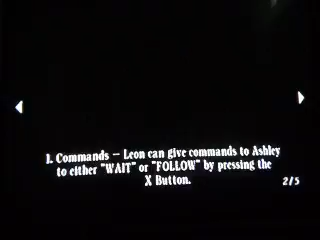 1. Commands — Leon can give commands to Ashley
to either "WAIT" or "FOLLOW" by pressing the
X Button.
2/5